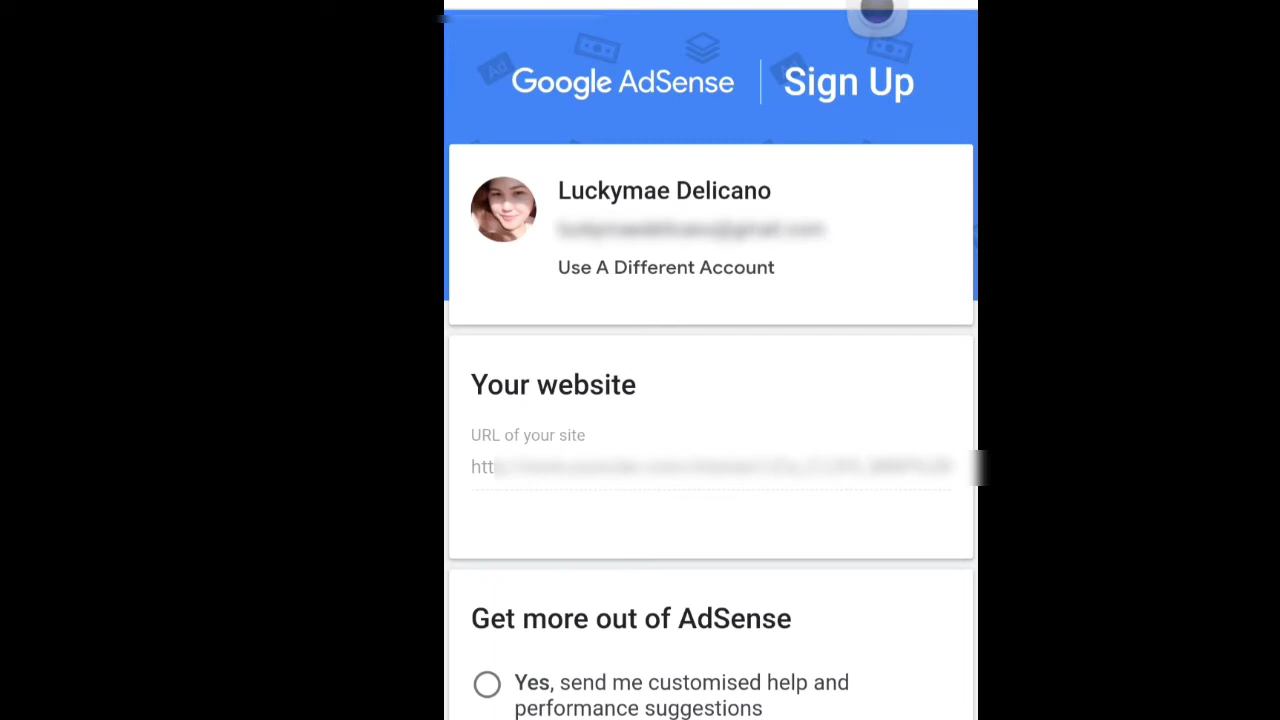 Google AdSense | Sign Up
Luckymae Delicano
Use A Different Account
Your website
URL of your site
htt
Get more out of AdSense
Yes, send me customised help and
performance suggestions